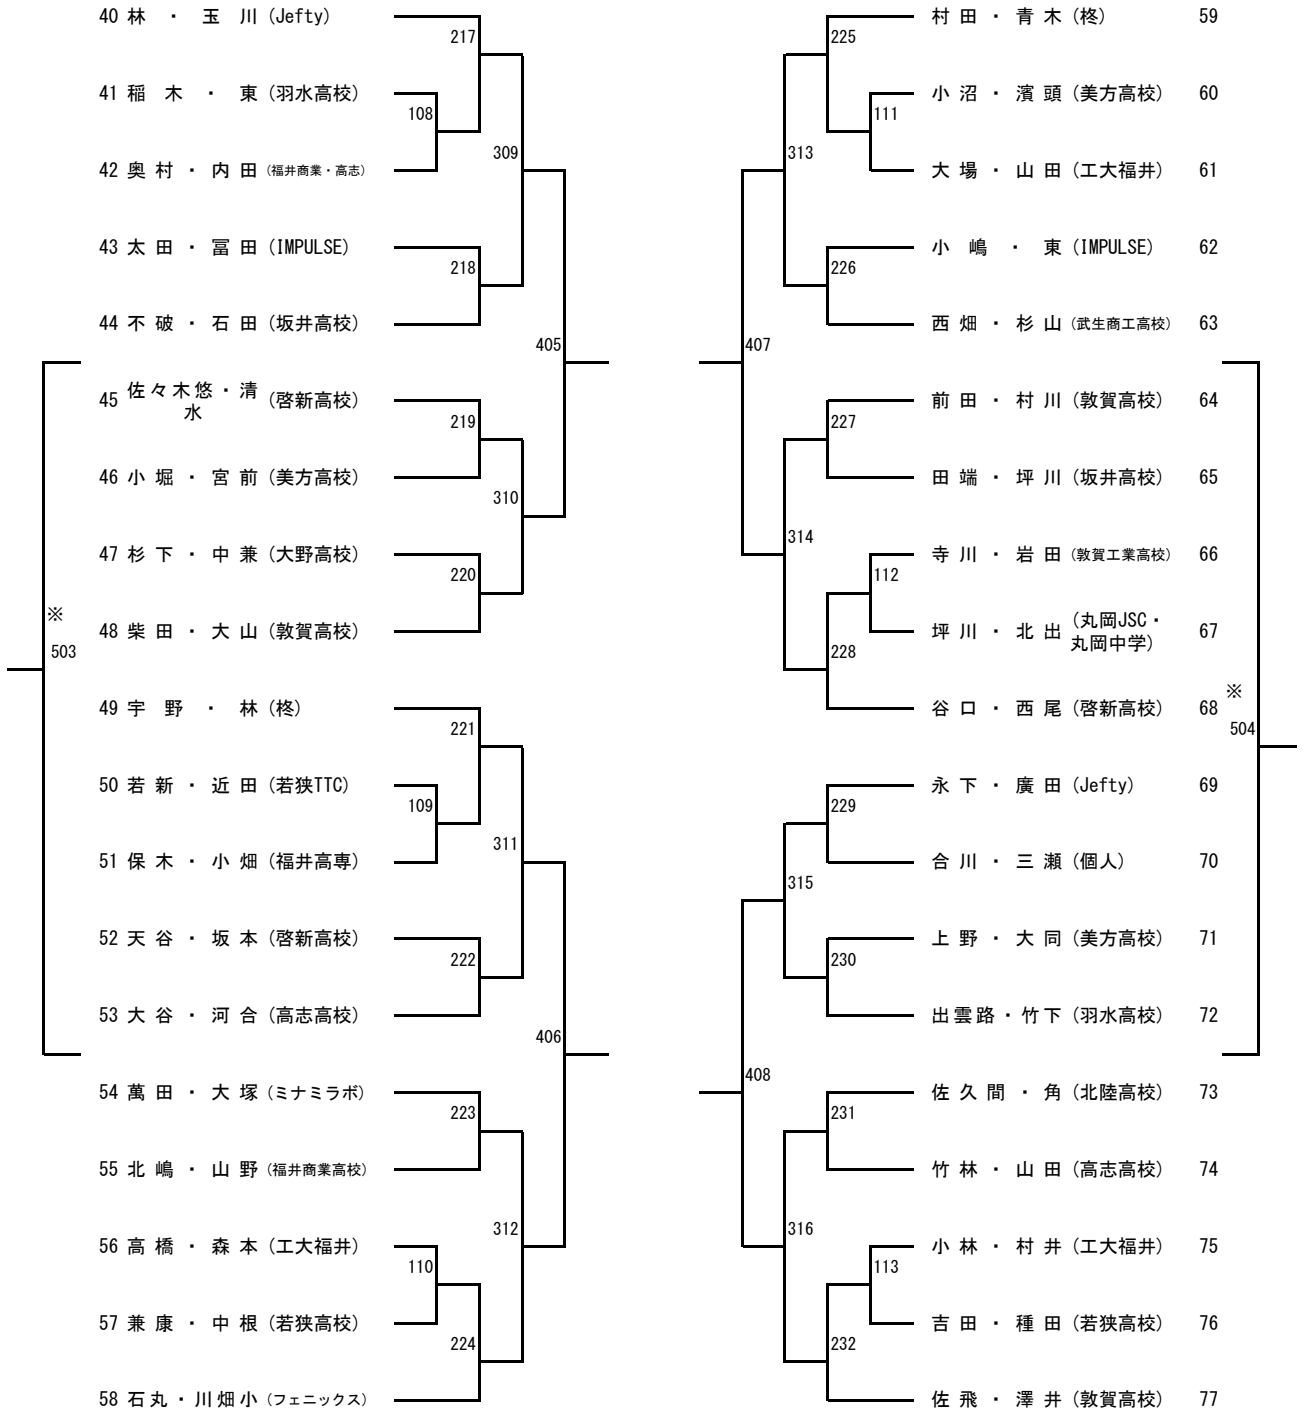 40 林 ・ 玉 川 (Jefty)
217
41 稲 木 ・ 東 (羽水高校)
108
42 奥 村 ・ 内 田 (福井商業・高志)
309
43 太 田 ・ 冨 田 (IMPULSE)
218
44 不 破 ・ 石 田 (坂井高校)
405
45 佐々木悠・清
水
(啓新高校)
219
46 小 堀 ・ 宮 前 (美方高校)
310
47 杉 下 ・ 中 兼 (大野高校)
220
48 柴 田 ・ 大 山 (敦賀高校)
※
503
49 宇 野 ・ 林 (柊)
221
50 若 新 ・ 近 田 (若狭TTC)
109
51 保 木 ・ 小 畑 (福井高専)
311
52 天 谷 ・ 坂 本 (啓新高校)
222
53 大 谷 ・ 河 合 (高志高校)
406
54 萬 田 ・ 大 塚 (ミナミラボ)
223
55 北 嶋 ・ 山 野 (福井商業高校)
312
56 高 橋 ・ 森 本 (工大福井)
110
57 兼 康 ・ 中 根 (若狭高校)
224
58 石 丸 ・ 川 畑 小 (フェニックス)
村 田 ・ 青 木 (柊) 59
225
小 沼 ・ 濱 頭 (美方高校) 60
111
大 場 ・ 山 田 (工大福井) 61
313
小 嶋 ・ 東 (IMPULSE) 62
226
西 畑 ・ 杉 山 (武生商工高校) 63
407
前 田 ・ 村 川 (敦賀高校) 64
227
田 端 ・ 坪 川 (坂井高校) 65
314
寺 川 ・ 岩 田 (敦賀工業高校) 66
112
坪 川 ・ 北 出 (丸岡JSC・
丸岡中学) 67
228
谷 口 ・ 西 尾 (啓新高校) 68
※
504
永 下 ・ 廣 田 (Jefty) 69
229
合 川 ・ 三 瀬 (個人) 70
315
上 野 ・ 大 同 (美方高校) 71
230
出 雲 路 ・ 竹 下 (羽水高校) 72
408
佐 久 間 ・ 角 (北陸高校) 73
231
竹 林 ・ 山 田 (高志高校) 74
316
小 林 ・ 村 井 (工大福井) 75
113
吉 田 ・ 種 田 (若狭高校) 76
232
佐 飛 ・ 澤 井 (敦賀高校) 77